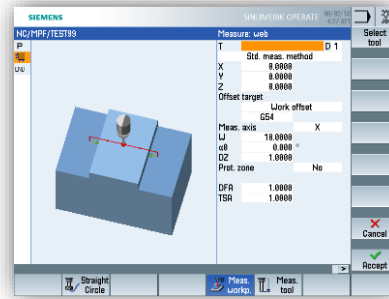 SIEMENS
SINUMERIK OPERATE
NC/MPF/TEST99
Measure: web
Select tool
T D 1
Std. meas. method
X 0.0000
Y 0.0000
Z 0.0000
Offset target
Work offset
G54
Meas. axis X
W 10.0000
α0 0.000 °
DZ 1.0000
Prot. zone No
DFA 1.0000
TSA 1.0000
Cancel
Accept
Straight Circle
Meas. workp.
Meas. tool